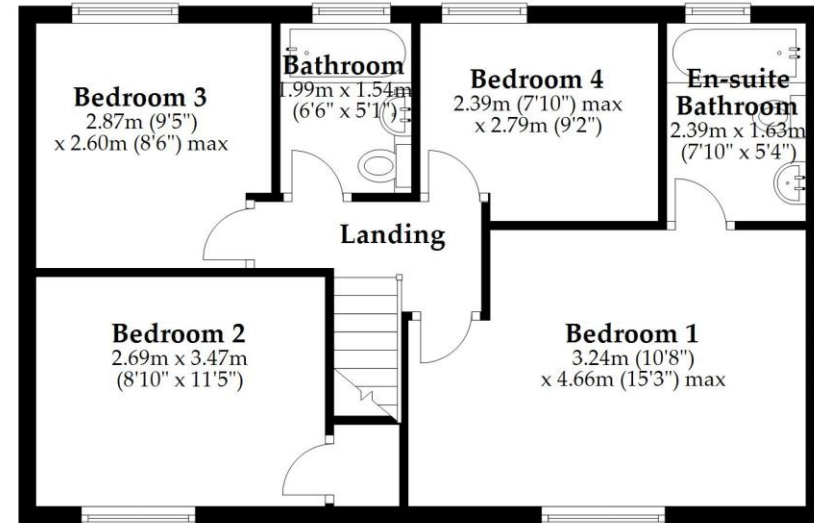 Bedroom 3
2.87m (9'5")
x 2.60m (8'6") max
Bathroom
1.99m x 1.54m
(6'6" x 5'1")
Bedroom 4
2.39m (7'10") max
x 2.79m (9'2")
En-suite
Bathroom
2.39m x 1.63m
(7'10" x 5'4")
Landing
Bedroom 2
2.69m x 3.47m
(8'10" x 11'5")
Bedroom 1
3.24m (10'8")
x 4.66m (15'3") max